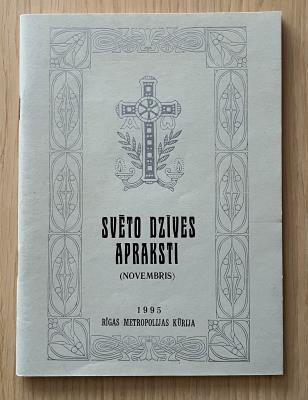 SVĒTO DZĪVES
APRAKSTI
(NOVEMBRIS)
1995
RĪGAS METROPOLIJAS KŪRIJA